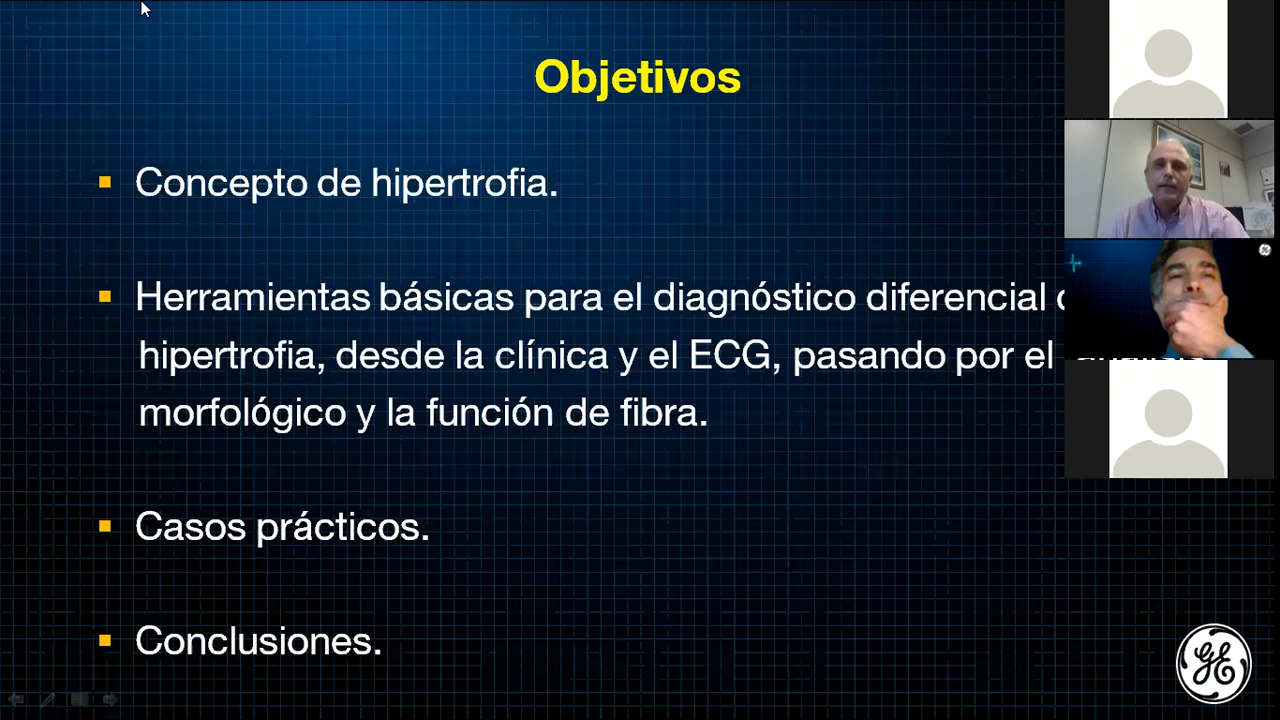 Objetivos
Concepto de hipertrofia.
Herramientas básicas para el diagnóstico diferencial
hipertrofia, desde la clínica y el ECG, pasando por el
morfológico y la función de fibra.
Casos prácticos.
Conclusiones.
GE